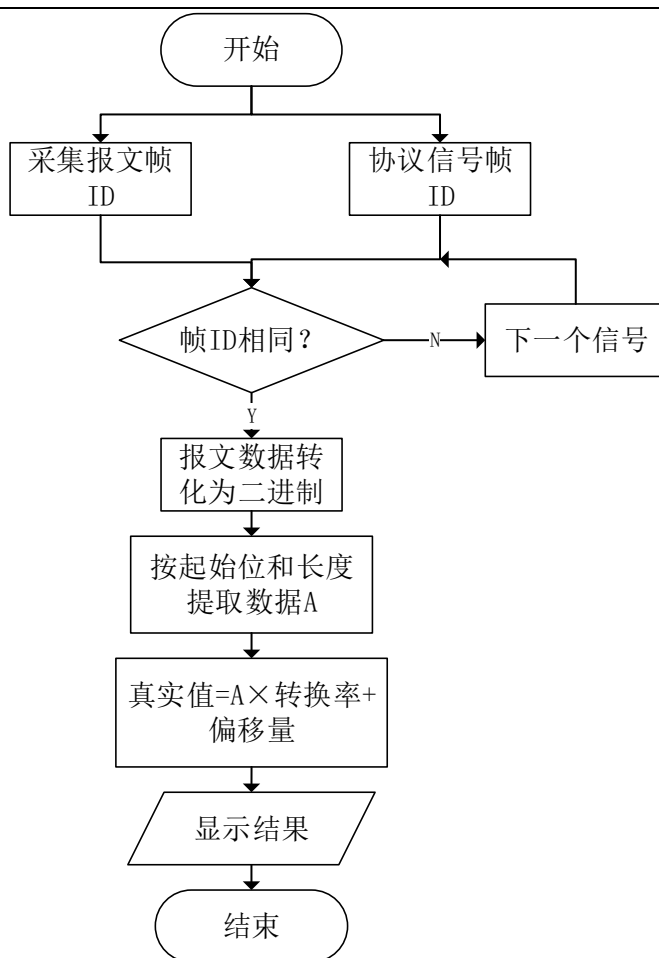 开始
采集报文帧
ID
协议信号帧
ID
帧ID相同？
N
下一个信号
Y
报文数据转
化为二进制
按起始位和长度
提取数据A
真实值=A×转换率+
偏移量
显示结果
结束